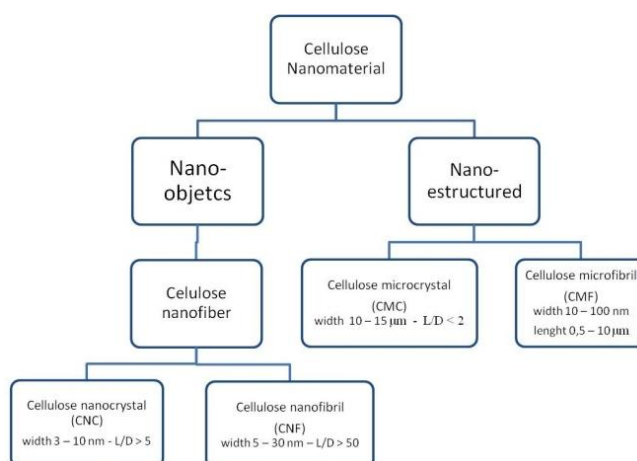 Cellulose
Nanomaterial
Nano-
objetcs
Nano-
estructured
Celulose
nanofiber
Cellulose microcrystal
(CMC)
width 10 – 15 µm - L/D < 2
Cellulose microfibril
(CMF)
width 10 – 100 nm
lenght 0,5 – 10 µm
Cellulose nanocrystal
(CNC)
width 3 – 10 nm - L/D > 5
Cellulose nanofibril
(CNF)
width 5 – 30 nm – L/D > 50